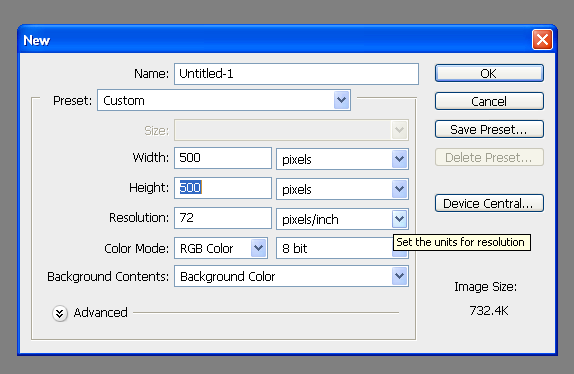 New
Name: Untitled-1
OK
Preset: Custom
Cancel
Size:
Save Preset...
Width: 500 pixels
Delete Preset...
Height: 500 pixels
Resolution: 72 pixels/inch
Device Central...
Set the units for resolution
Color Mode: RGB Color 8 bit
Background Contents: Background Color
Image Size:
732.4K
Advanced